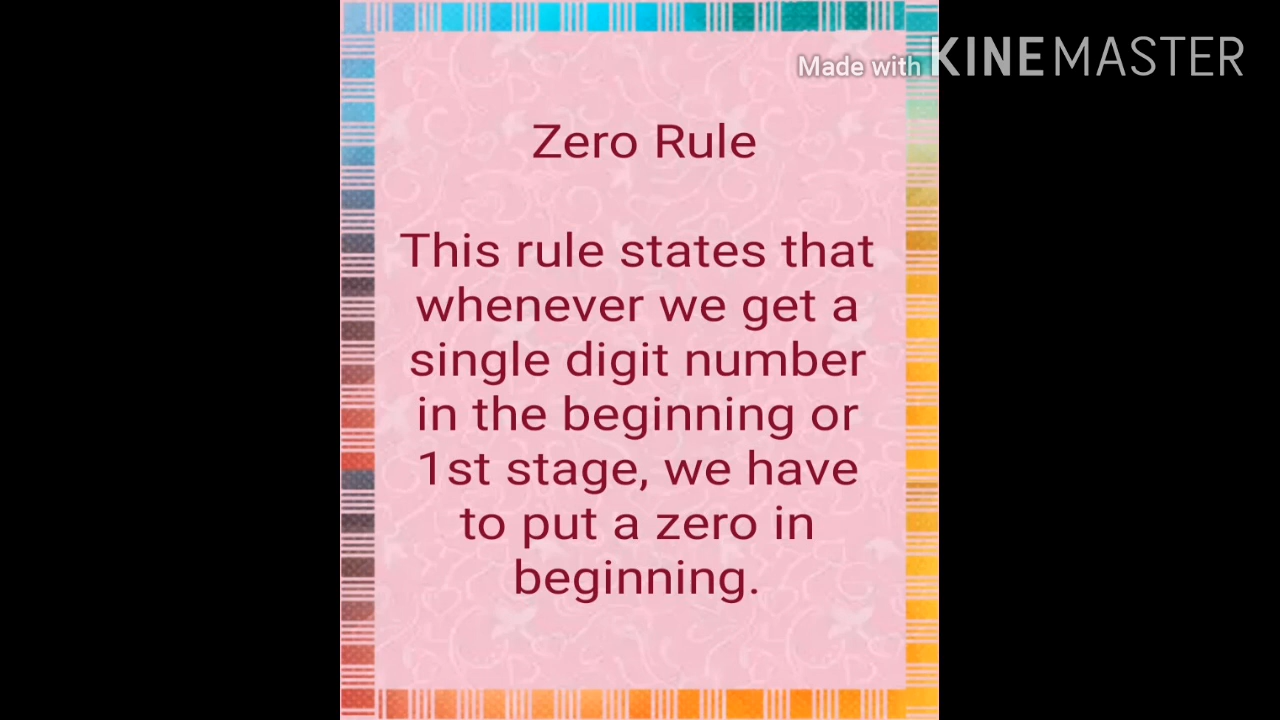 Made with KINEMASTER
Zero Rule
This rule states that
whenever we get a
single digit number
in the beginning or
1st stage, we have
to put a zero in
beginning.